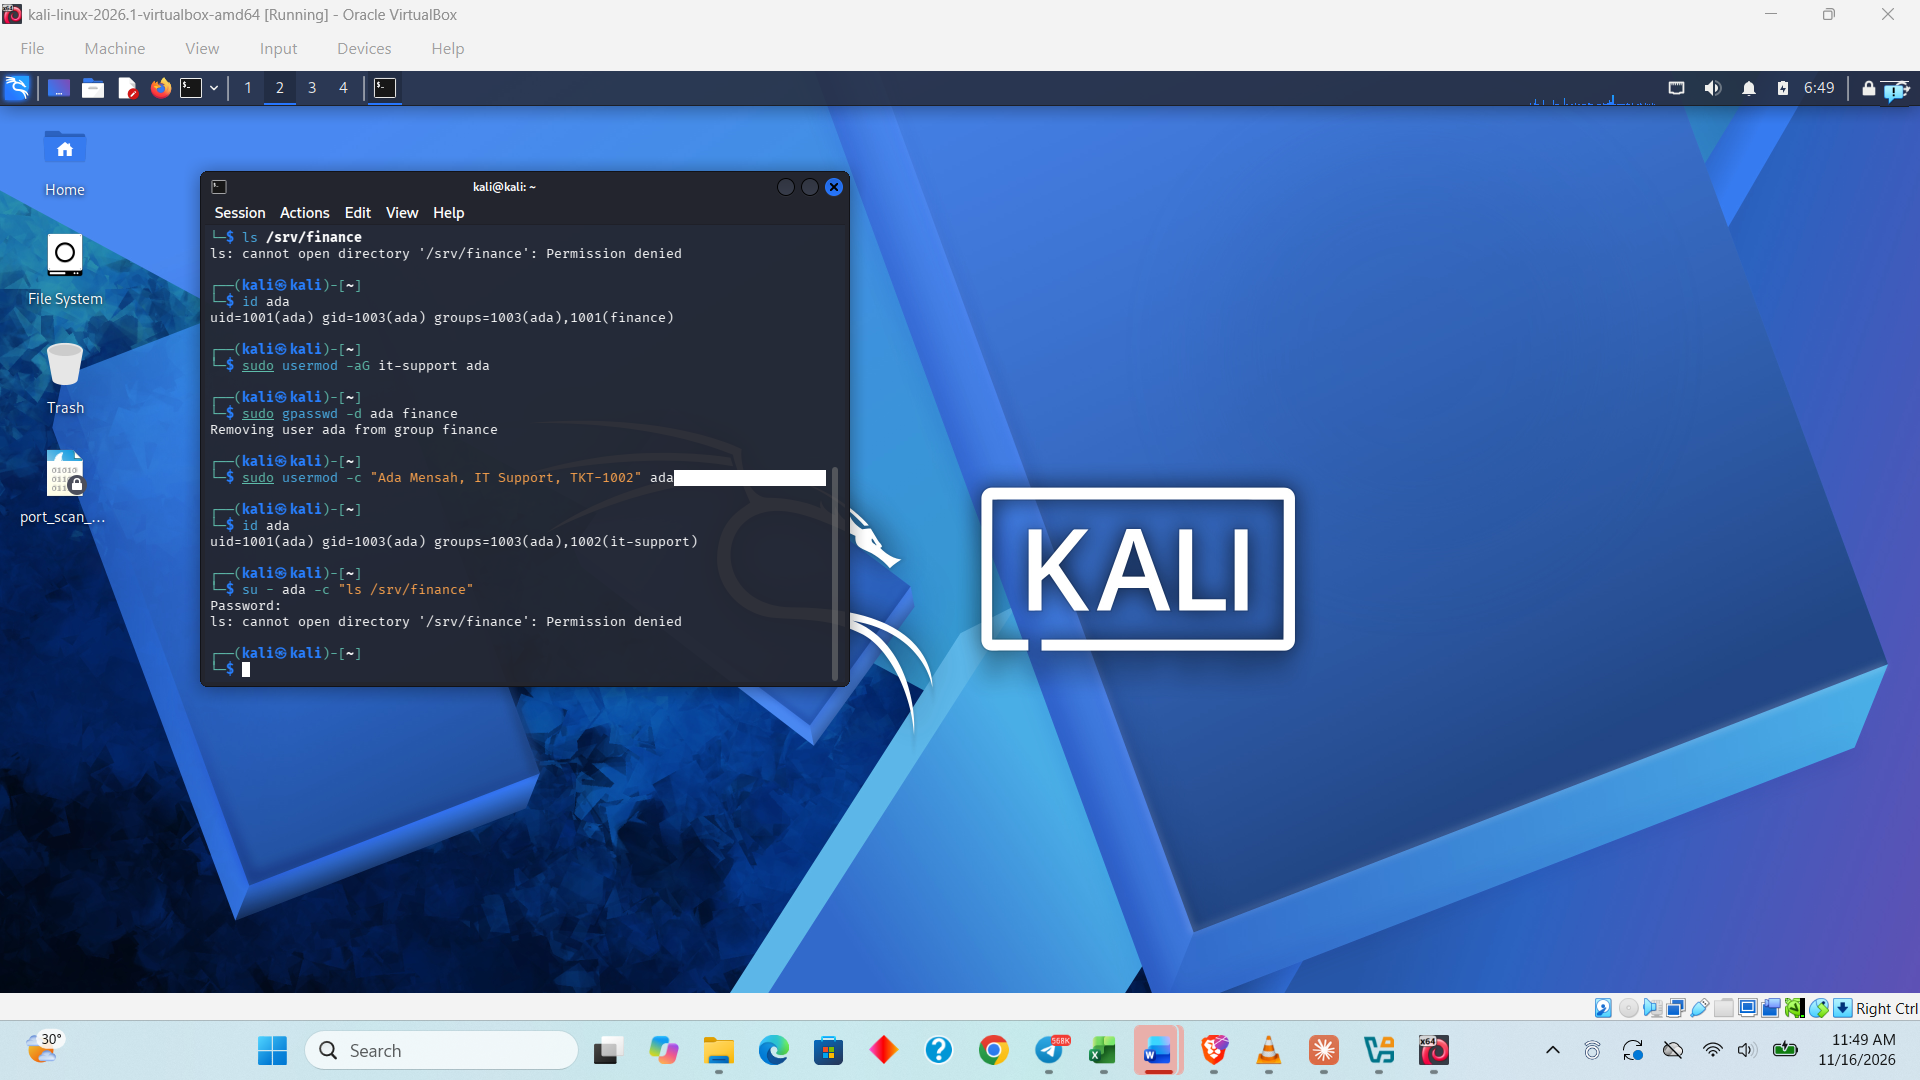 kali-linux-2026.1-virtualbox-amd64 [Running] - Oracle VirtualBox
File Machine View Input Devices Help
1 2 3 4
6:49
Home
File System
Trash
port_scan_...
kali@kali: ~
Session Actions Edit View Help
└─$ ls /srv/finance
ls: cannot open directory '/srv/finance': Permission denied
┌──(kali㉿kali)-[~]
└─$ id ada
uid=1001(ada) gid=1003(ada) groups=1003(ada),1001(finance)
┌──(kali㉿kali)-[~]
└─$ sudo usermod -aG it-support ada
┌──(kali㉿kali)-[~]
└─$ sudo gpasswd -d ada finance
Removing user ada from group finance
┌──(kali㉿kali)-[~]
└─$ sudo usermod -c "Ada Mensah, IT Support, TKT-1002" ada
┌──(kali㉿kali)-[~]
└─$ id ada
uid=1001(ada) gid=1003(ada) groups=1003(ada),1002(it-support)
┌──(kali㉿kali)-[~]
└─$ su - ada -c "ls /srv/finance"
Password:
ls: cannot open directory '/srv/finance': Permission denied
┌──(kali㉿kali)-[~]
└─$
KALI
Right Ctrl
30°
Search
568K
x64
11:49 AM
11/16/2026